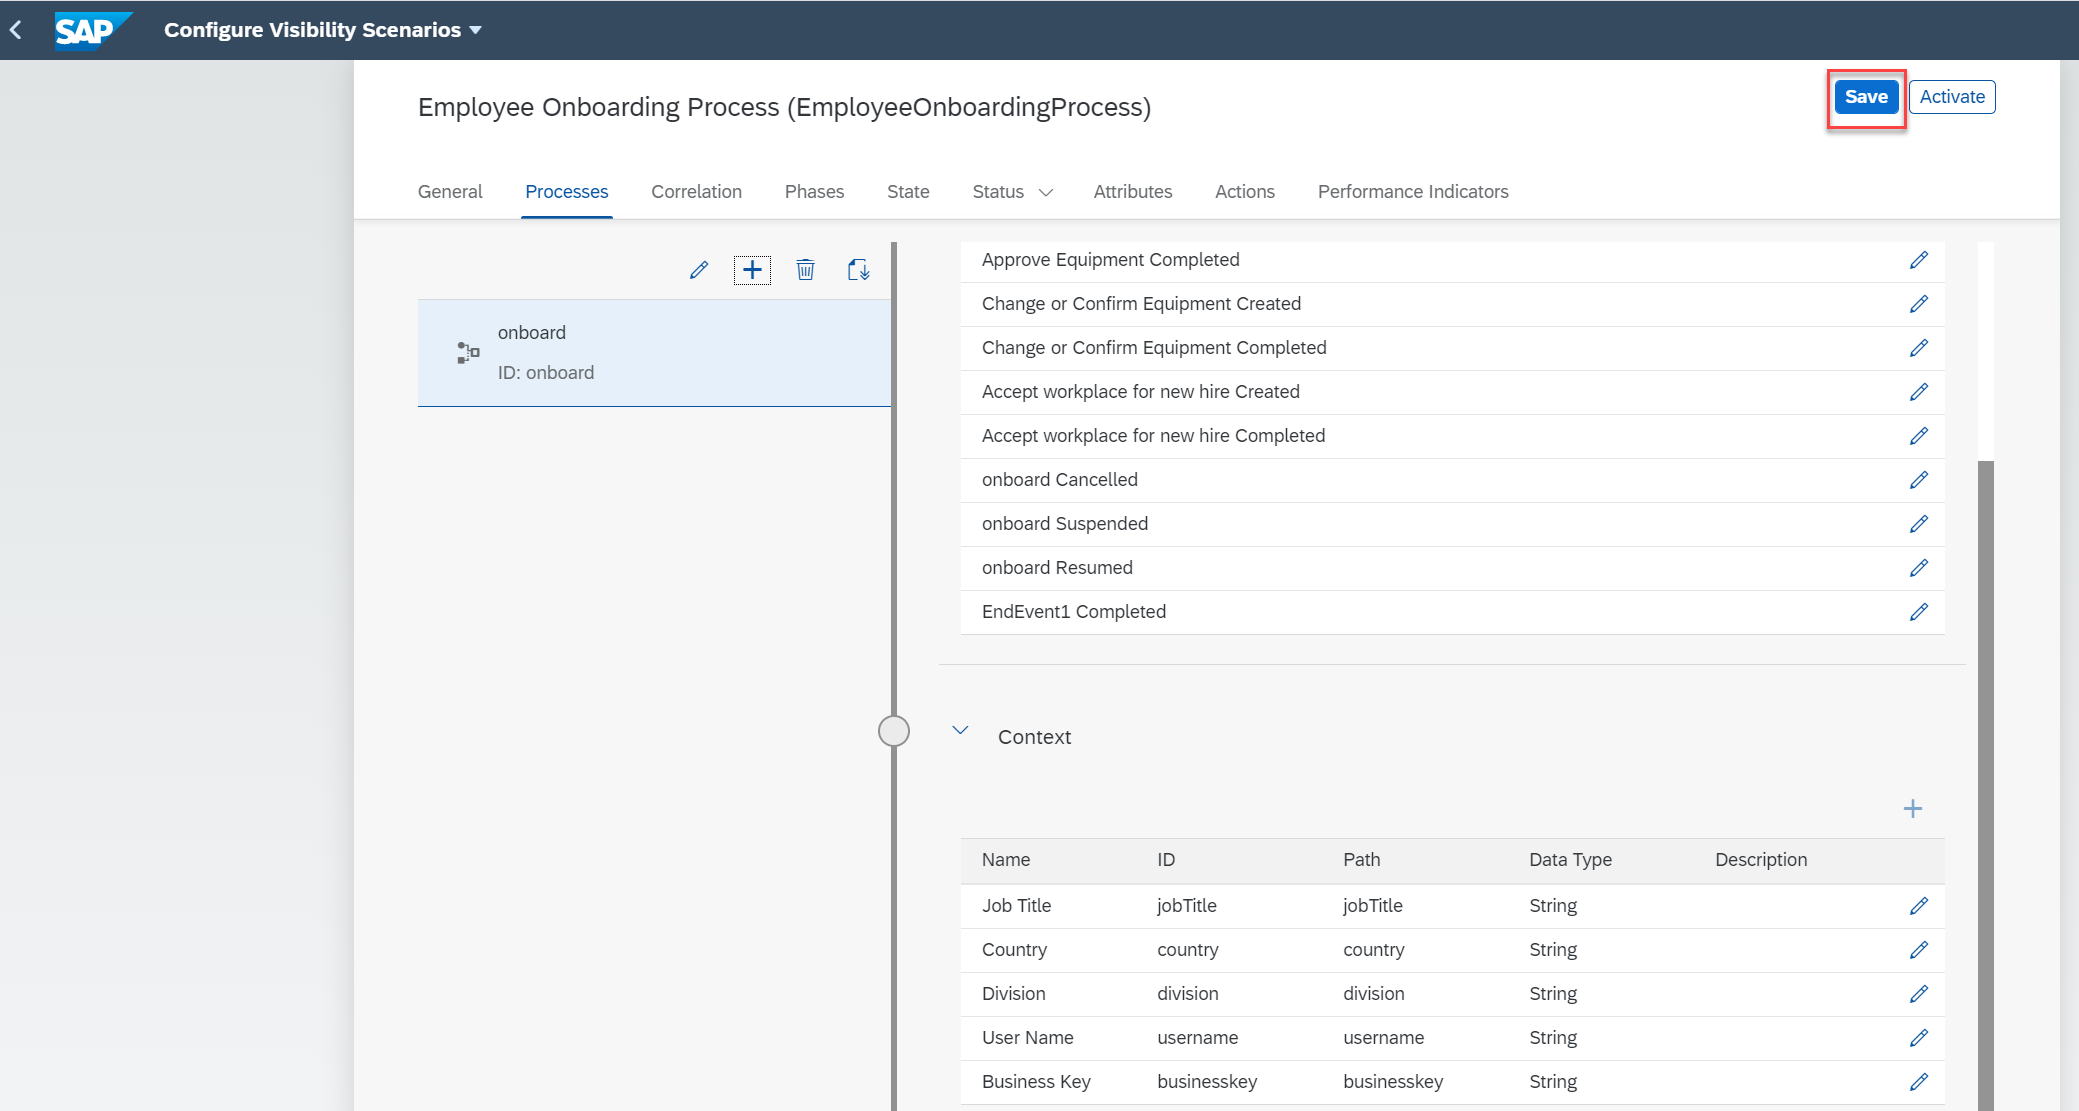 SAP Configure Visibility Scenarios
Employee Onboarding Process (EmployeeOnboardingProcess)
Save Activate
General Processes Correlation Phases State Status Attributes Actions Performance Indicators
onboard
ID: onboard
Approve Equipment Completed
Change or Confirm Equipment Created
Change or Confirm Equipment Completed
Accept workplace for new hire Created
Accept workplace for new hire Completed
onboard Cancelled
onboard Suspended
onboard Resumed
EndEvent1 Completed
Context
Name ID Path Data Type Description
Job Title jobTitle jobTitle String
Country country country String
Division division division String
User Name username username String
Business Key businesskey businesskey String